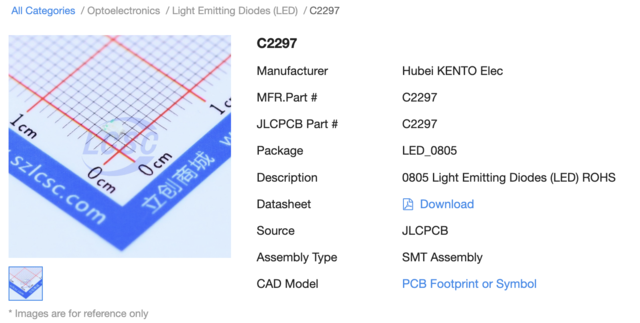 All Categories / Optoelectronics / Light Emitting Diodes (LED) / C2297
C2297
Manufacturer Hubei KENTO Elec
MFR.Part # C2297
JLCPCB Part # C2297
Package LED_0805
Description 0805 Light Emitting Diodes (LED) ROHS
Datasheet Download
Source JLCPCB
Assembly Type SMT Assembly
CAD Model PCB Footprint or Symbol
1cm
1c
LCSC
0cm
0cm
.szlcsc.com
立创商城
w
* Images are for reference only